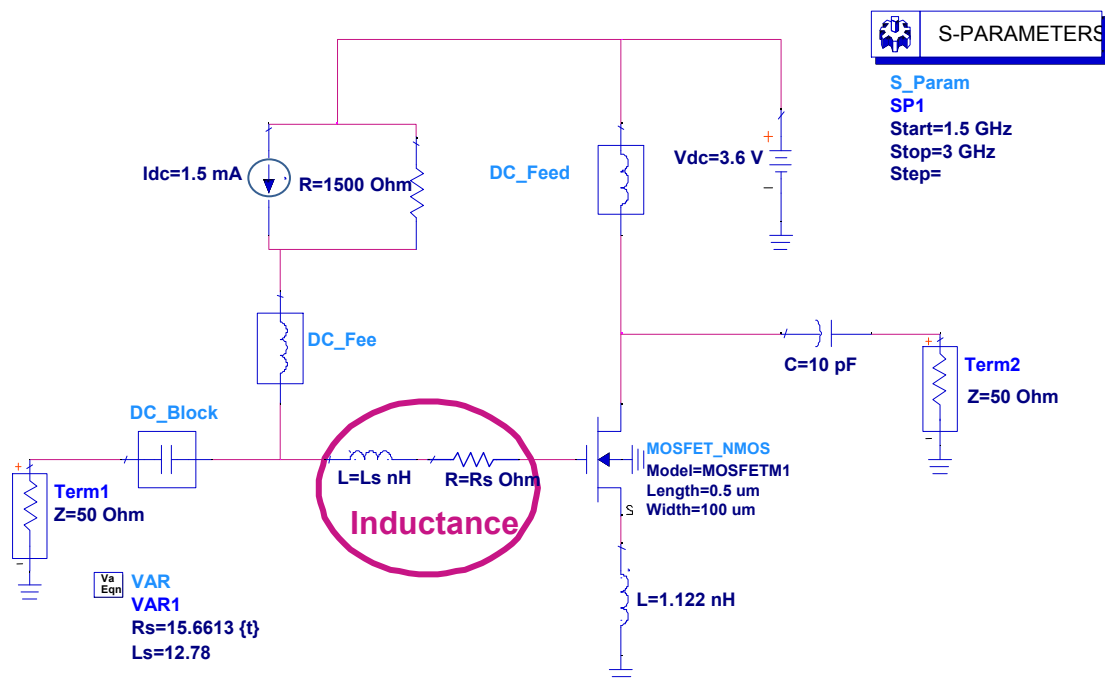 S-PARAMETERS
S_Param
SP1
Start=1.5 GHz
Stop=3 GHz
Step=
Idc=1.5 mA
R=1500 Ohm
DC_Feed
Vdc=3.6 V
+
−
DC_Fee
C=10 pF
+
Term2
Z=50 Ohm
−
DC_Block
+
Term1
Z=50 Ohm
−
L=Ls nH
R=Rs Ohm
Inductance
MOSFET_NMOS
Model=MOSFETM1
Length=0.5 um
Width=100 um
S
L=1.122 nH
Va
Eqn
VAR
VAR1
Rs=15.6613 {t}
Ls=12.78